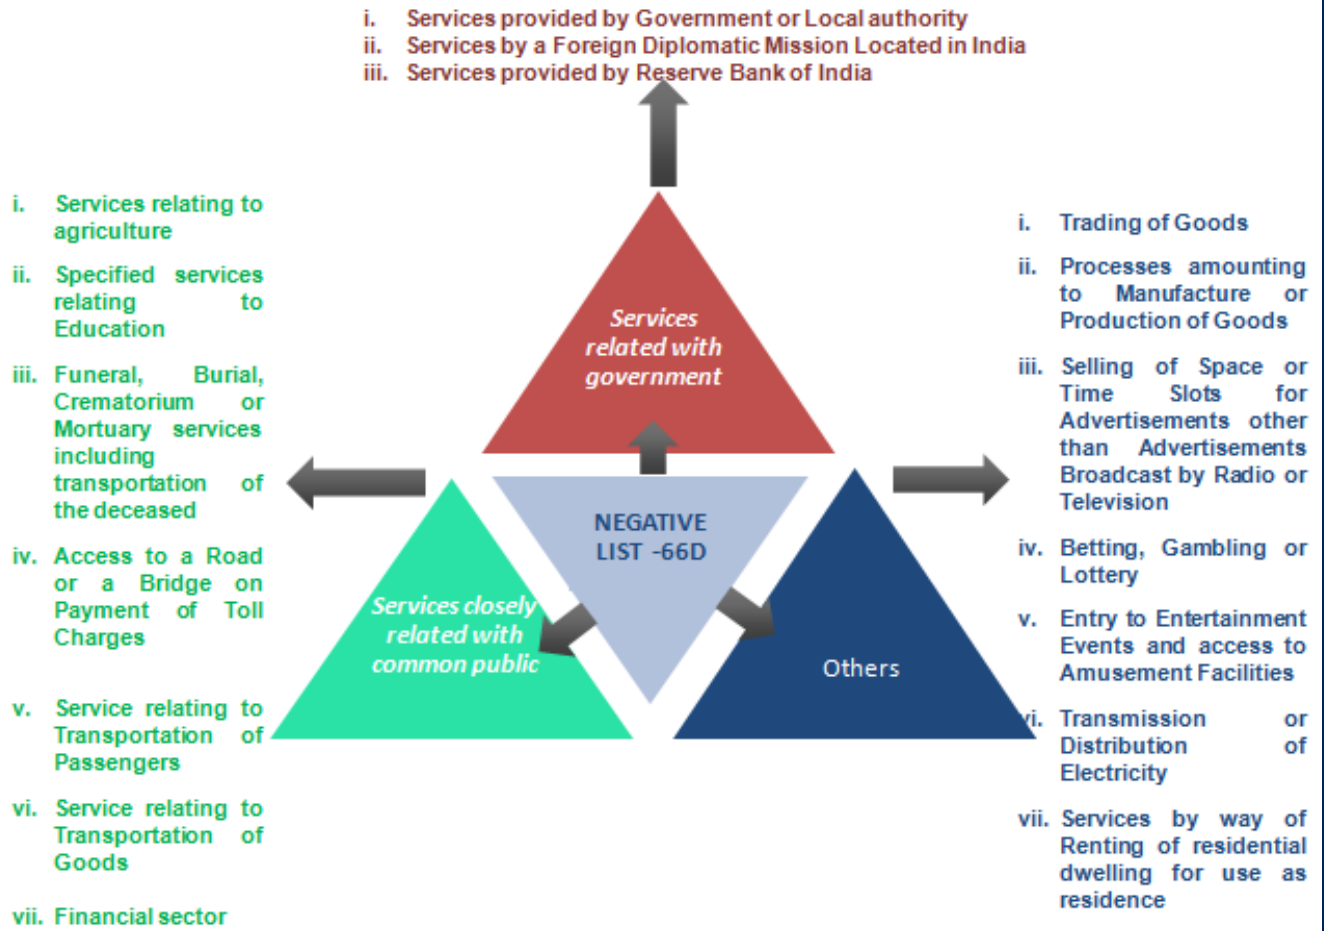 i. Services provided by Government or Local authority
ii. Services by a Foreign Diplomatic Mission Located in India
iii. Services provided by Reserve Bank of India
Services
related with
government
NEGATIVE
LIST -66D
Services closely
related with
common public
Others
i. Services relating to
agriculture
ii. Specified services
relating to
Education
iii. Funeral, Burial,
Crematorium or
Mortuary services
including
transportation of
the deceased
iv. Access to a Road
or a Bridge on
Payment of Toll
Charges
v. Service relating to
Transportation of
Passengers
vi. Service relating to
Transportation of
Goods
vii. Financial sector
i. Trading of Goods
ii. Processes amounting
to Manufacture or
Production of Goods
iii. Selling of Space or
Time Slots for
Advertisements other
than Advertisements
Broadcast by Radio or
Television
iv. Betting, Gambling or
Lottery
v. Entry to Entertainment
Events and access to
Amusement Facilities
vi. Transmission or
Distribution of
Electricity
vii. Services by way of
Renting of residential
dwelling for use as
residence